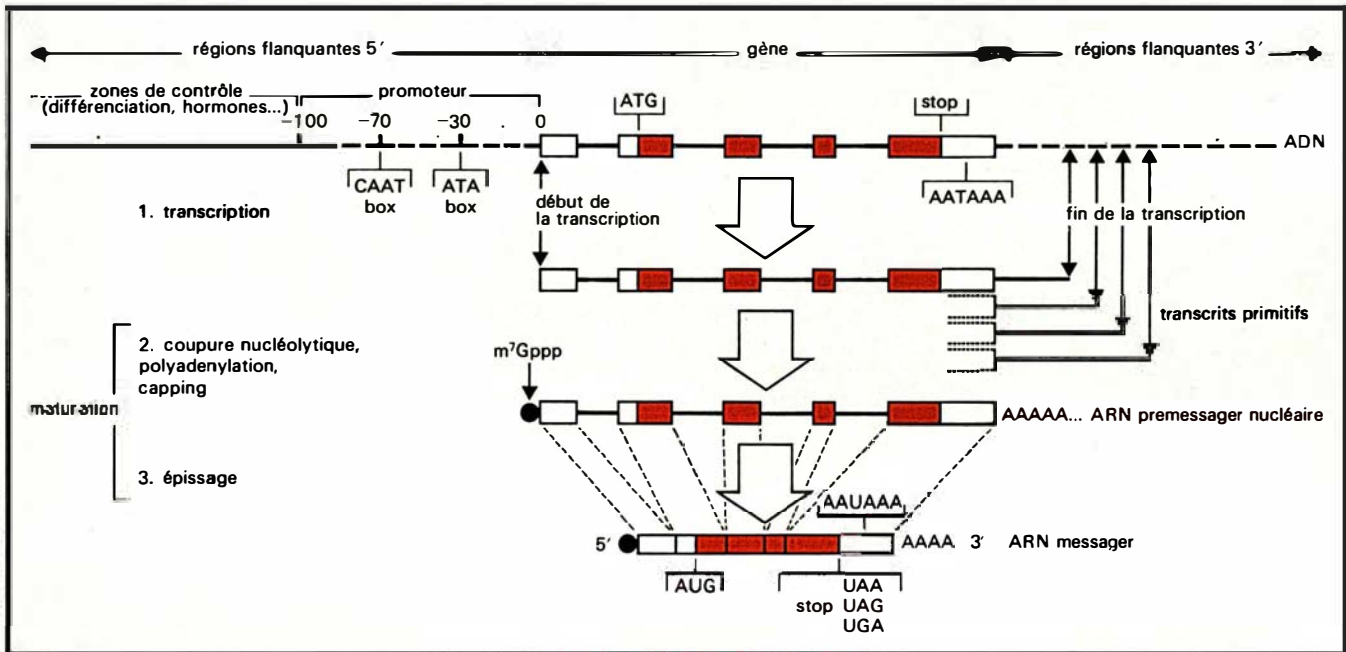 régions flanquantes 5′ gène régions flanquantes 3′
zones de contrôle promoteur
(différenciation, hormones...)
−100 −70 −30 0
ATG stop
ADN
CAAT box
ATA box
AATAAA
1. transcription
début de
la transcription
fin de la transcription
transcrits primitifs
maturation
2. coupure nucléolytique,
polyadenylation,
capping
m⁷Gppp
AAAAA... ARN premessager nucléaire
3. épissage
AAUAAA
5′ AAAA 3′ ARN messager
AUG
stop
UAA
UAG
UGA